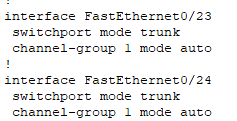 !
interface FastEthernet0/23
switchport mode trunk
channel-group 1 mode auto
!
interface FastEthernet0/24
switchport mode trunk
channel-group 1 mode auto